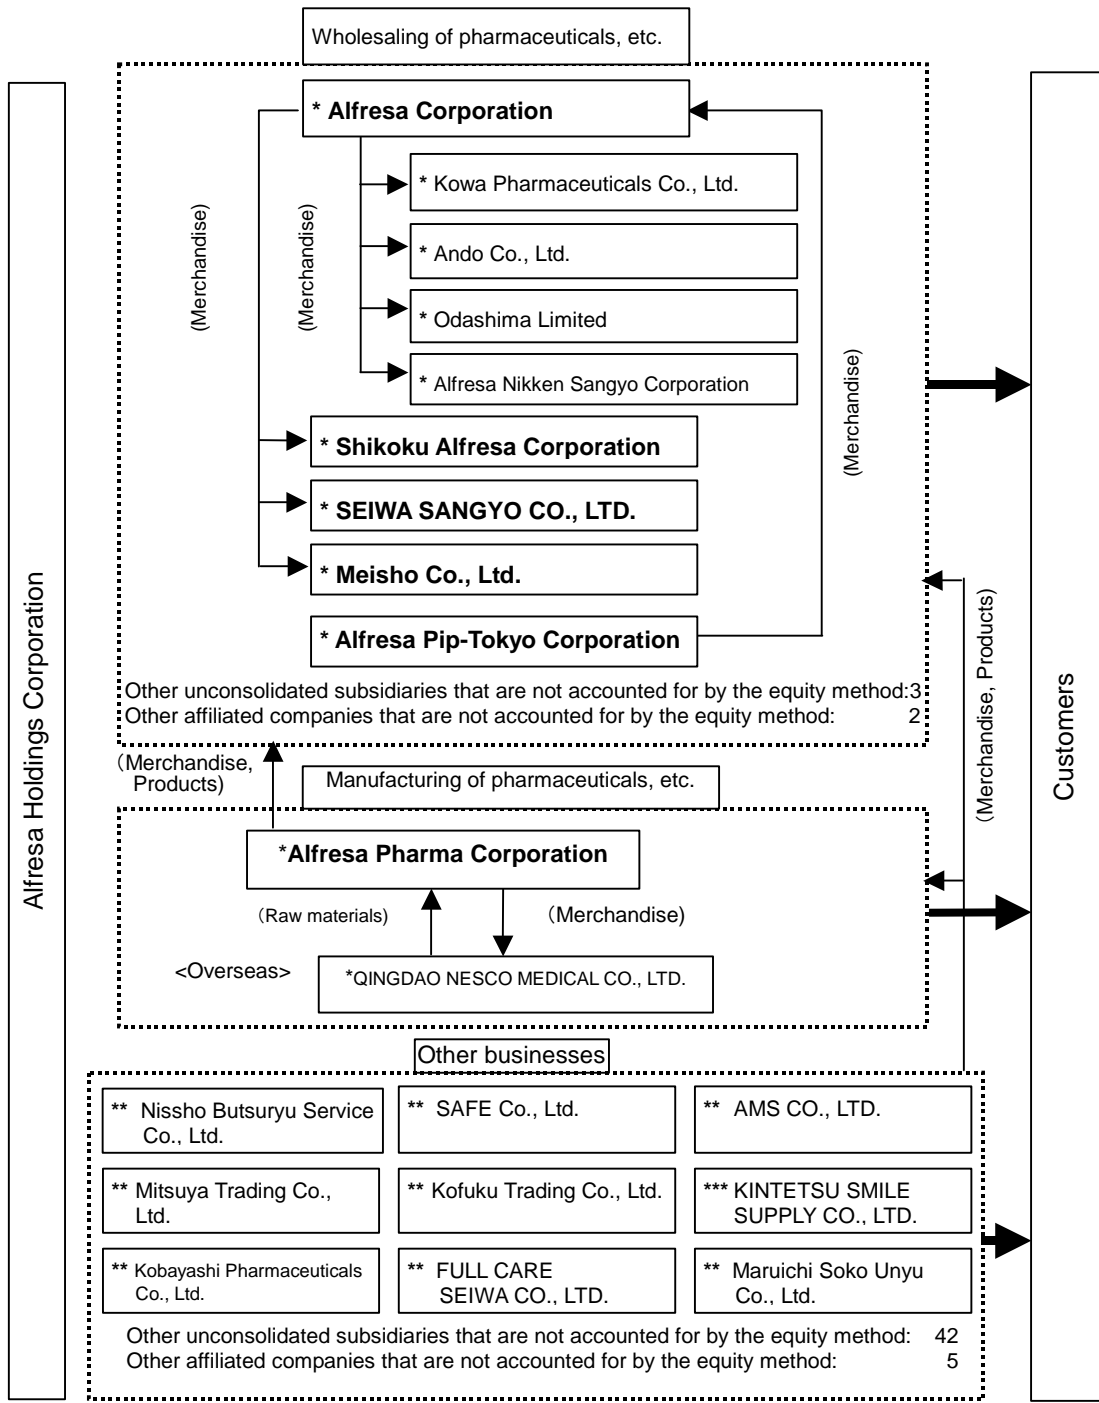 Wholesaling of pharmaceuticals, etc.
Alfresa Holdings Corporation
Customers
* Alfresa Corporation
(Merchandise)
(Merchandise)
* Kowa Pharmaceuticals Co., Ltd.
* Ando Co., Ltd.
* Odashima Limited
* Alfresa Nikken Sangyo Corporation
(Merchandise)
* Shikoku Alfresa Corporation
* SEIWA SANGYO CO., LTD.
* Meisho Co., Ltd.
* Alfresa Pip-Tokyo Corporation
Other unconsolidated subsidiaries that are not accounted for by the equity method:3
Other affiliated companies that are not accounted for by the equity method: 2
(Merchandise, Products)
(Merchandise,
Products)
Manufacturing of pharmaceuticals, etc.
*Alfresa Pharma Corporation
(Raw materials)
(Merchandise)
<Overseas>
*QINGDAO NESCO MEDICAL CO., LTD.
Other businesses
** Nissho Butsuryu Service
Co., Ltd.
** SAFE Co., Ltd.
** AMS CO., LTD.
** Mitsuya Trading Co.,
Ltd.
** Kofuku Trading Co., Ltd.
*** KINTETSU SMILE
SUPPLY CO., LTD.
** Kobayashi Pharmaceuticals
Co., Ltd.
** FULL CARE
SEIWA CO., LTD.
** Maruichi Soko Unyu
Co., Ltd.
Other unconsolidated subsidiaries that are not accounted for by the equity method: 42
Other affiliated companies that are not accounted for by the equity method: 5